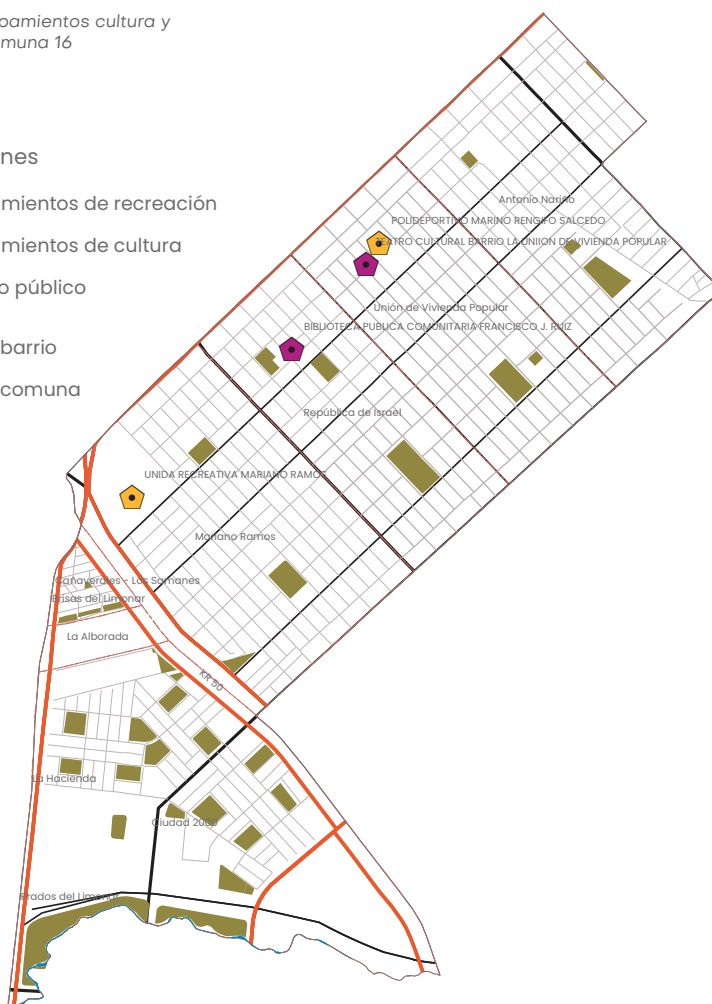 pamientos cultura y
muna 16
nes
mientos de recreación
mientos de cultura
o público
barrio
comuna
Antonio Nariño
POLIDEPORTIVO MARINO RENGIFO SALCEDO
TEATRO CULTURAL BARRIO LA UNIION DE VIVIENDA POPULAR
Unión de Vivienda Popular
BIBLIOTECA PUBLICA COMUNITARIA FRANCISCO J. RUIZ
República de Israel
UNIDA RECREATIVA MARIANO RAMOS
Mariano Ramos
Cañaverales - Los Samanes
Brisas del Limonar
La Alborada
KR 50
La Hacienda
Ciudad 2000
Prados del Limonar